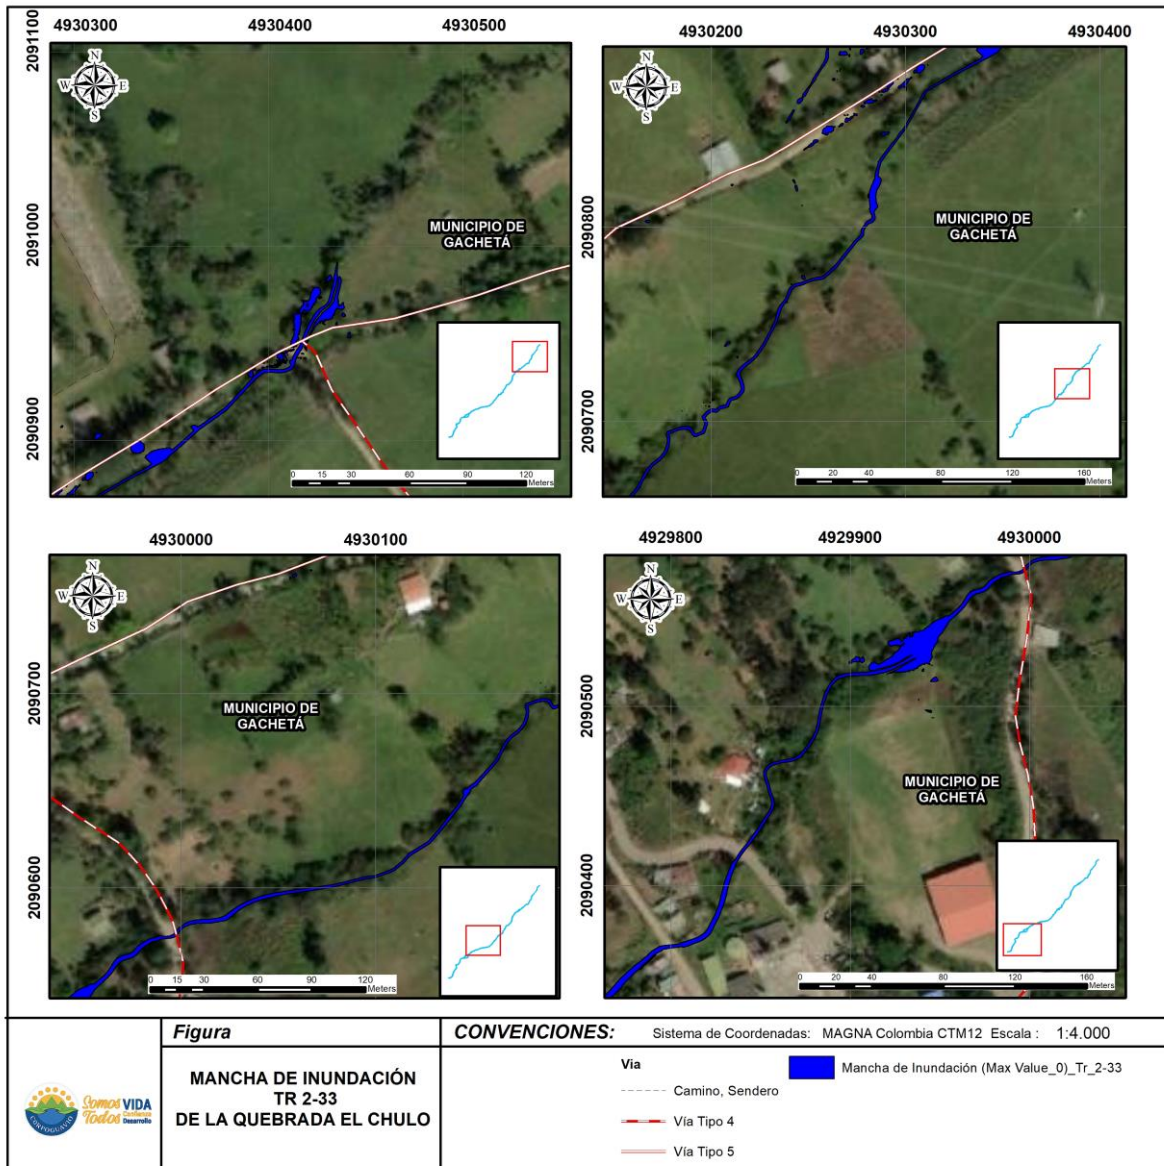 4930300 4930400 4930500
2091100
2091000
2090900
N
W E
S
MUNICIPIO DE
GACHETÁ
0 15 30 60 90 120
Meters
4930200 4930300 4930400
2090800
2090700
N
W E
S
MUNICIPIO DE
GACHETÁ
0 20 40 80 120 160
Meters
4930000 4930100
2090700
2090600
N
W E
S
MUNICIPIO DE
GACHETÁ
0 15 30 60 90 120
Meters
4929800 4929900 4930000
2090500
2090400
N
W E
S
MUNICIPIO DE
GACHETÁ
0 20 40 80 120 160
Meters
Figura
MANCHA DE INUNDACIÓN
TR 2-33
DE LA QUEBRADA EL CHULO
CORPOGUAVIO
Somos VIDA
Todos Confianza
Desarrollo
CONVENCIONES: Sistema de Coordenadas: MAGNA Colombia CTM12 Escala : 1:4.000
Via
Camino, Sendero
Vía Tipo 4
Vía Tipo 5
Mancha de Inundación (Max Value_0)_Tr_2-33